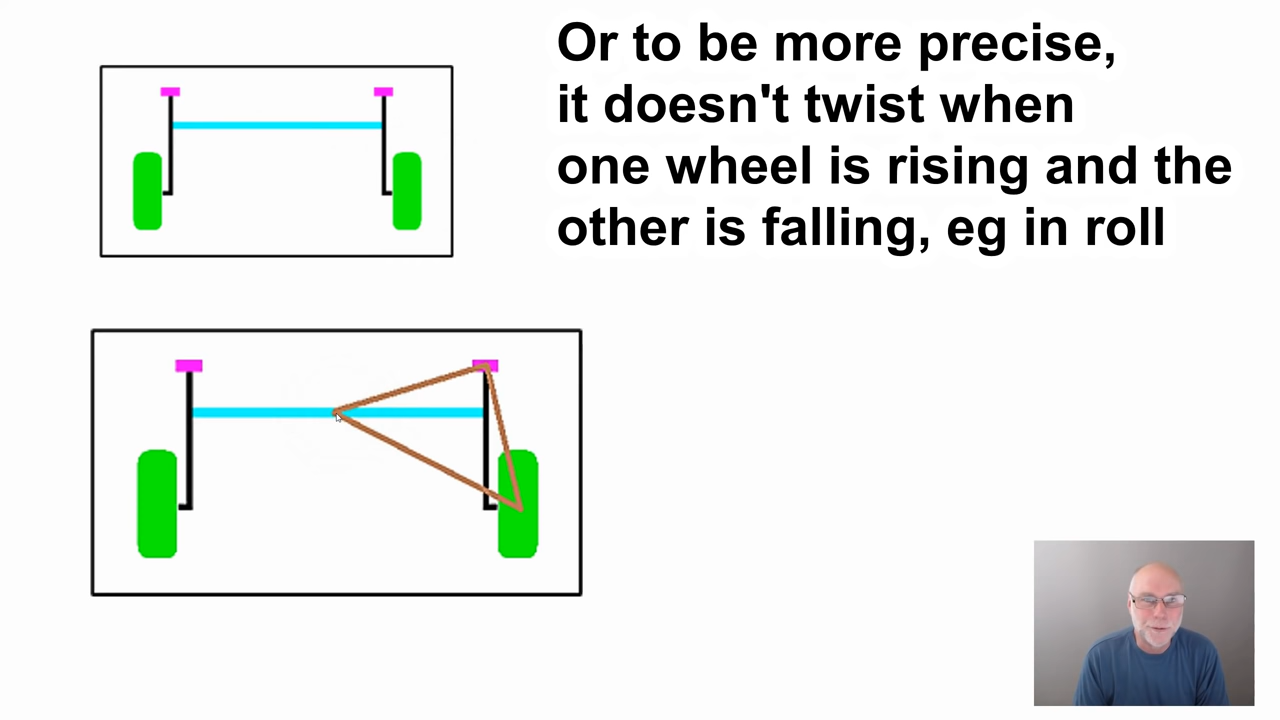 Or to be more precise,
it doesn't twist when
one wheel is rising and the
other is falling, eg in roll